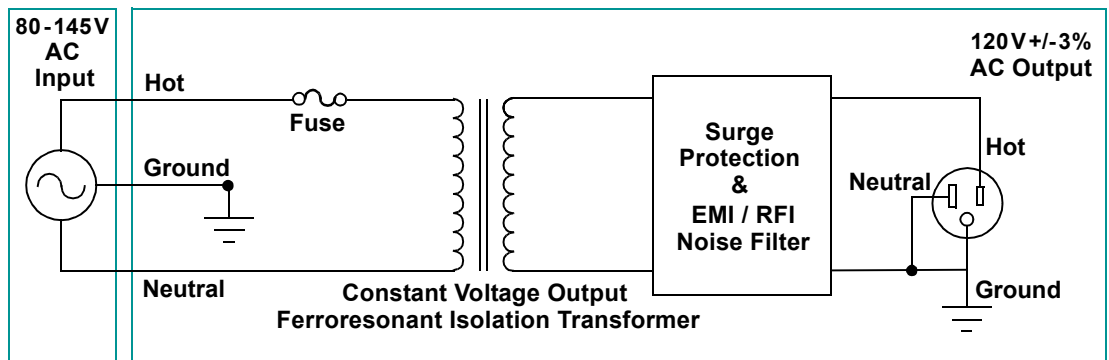 80-145V
AC
Input
Hot
Fuse
Ground
Neutral
Constant Voltage Output
Ferroresonant Isolation Transformer
Surge
Protection
&
EMI / RFI
Noise Filter
120V+/-3%
AC Output
Hot
Neutral
Ground